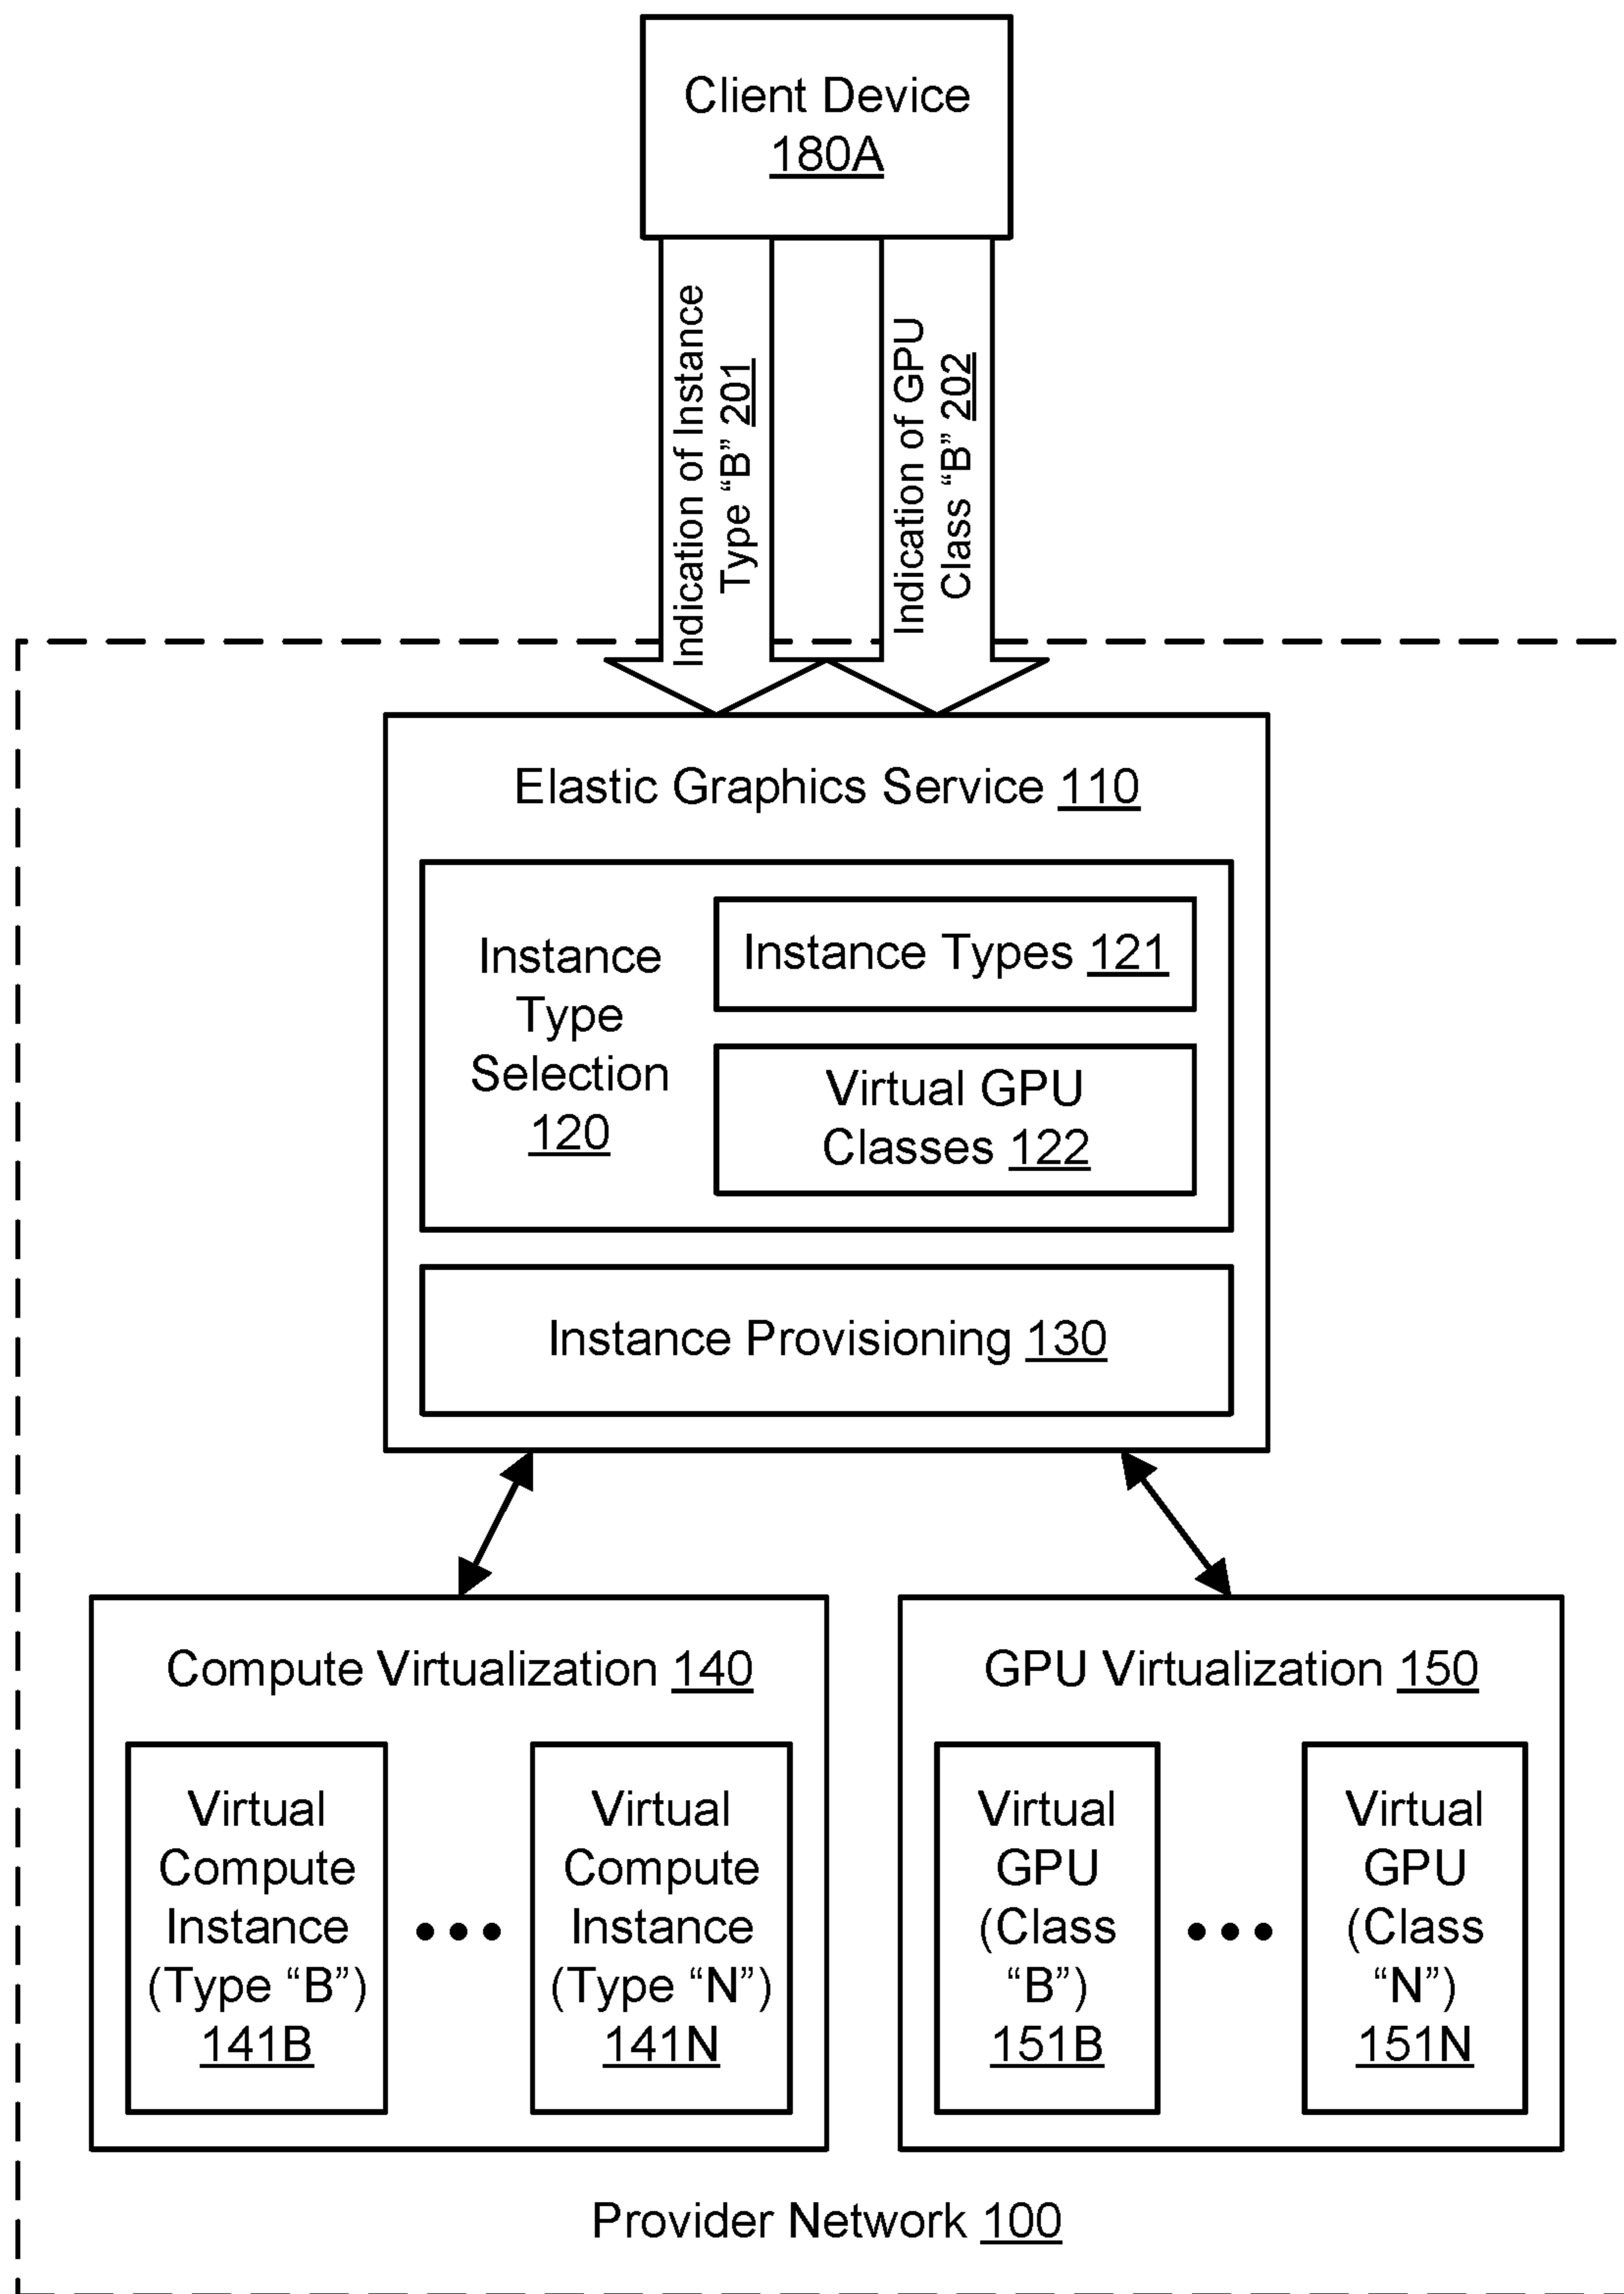 Client Device
180A
Indication of Instance
Type “B” 201
Indication of GPU
Class “B” 202
Elastic Graphics Service 110
Instance
Type
Selection
120
Instance Types 121
Virtual GPU
Classes 122
Instance Provisioning 130
Compute Virtualization 140
Virtual
Compute
Instance
(Type “B”)
141B
Virtual
Compute
Instance
(Type “N”)
141N
GPU Virtualization 150
Virtual
GPU
(Class
“B”)
151B
Virtual
GPU
(Class
“N”)
151N
Provider Network 100